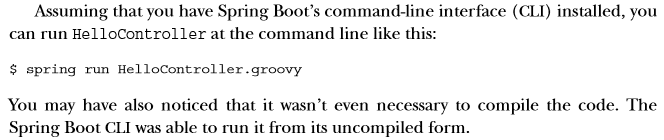 Assuming that you have Spring Boot’s command-line interface (CLI) installed, you
can run HelloController at the command line like this:
$ spring run HelloController.groovy
You may have also noticed that it wasn’t even necessary to compile the code. The
Spring Boot CLI was able to run it from its uncompiled form.